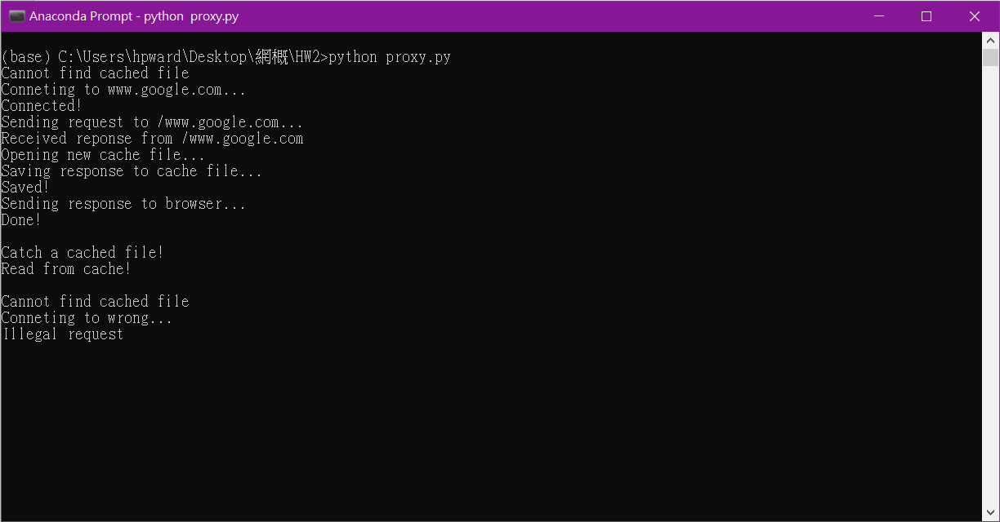 Anaconda Prompt - python  proxy.py
(base) C:\Users\hpward\Desktop\網概\HW2>python proxy.py
Cannot find cached file
Conneting to www.google.com...
Connected!
Sending request to /www.google.com...
Received reponse from /www.google.com
Opening new cache file...
Saving response to cache file...
Saved!
Sending response to browser...
Done!
Catch a cached file!
Read from cache!
Cannot find cached file
Conneting to wrong...
Illegal request